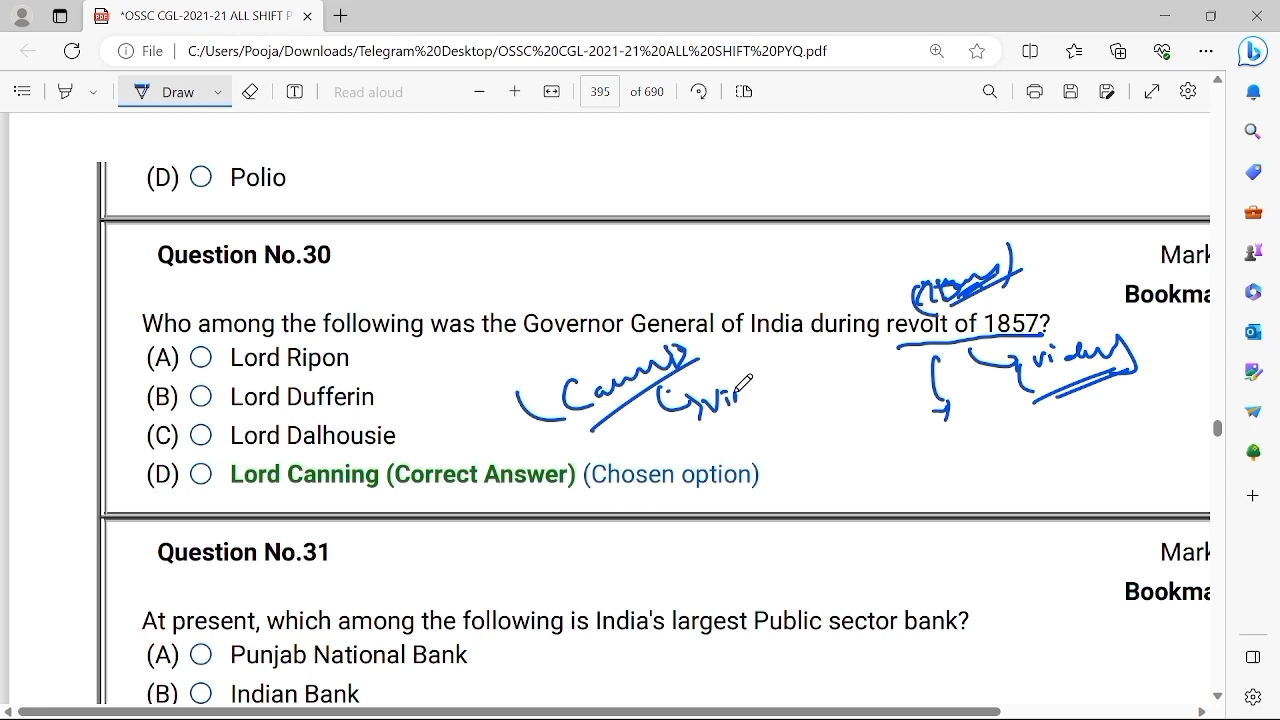 *OSSC CGL-2021-21 ALL SHIFT P
File
C:/Users/Pooja/Downloads/Telegram%20Desktop/OSSC%20CGL-2021-21%20ALL%20SHIFT%20PYQ.pdf
Draw
Read aloud
395 of 690
(D) Polio
Question No.30
Mark
Bookma
Who among the following was the Governor General of India during revolt of 1857?
(A) Lord Ripon
(B) Lord Dufferin
(C) Lord Dalhousie
(D) Lord Canning (Correct Answer) (Chosen option)
Question No.31
Mark
Bookma
At present, which among the following is India's largest Public sector bank?
(A) Punjab National Bank
(B) Indian Bank